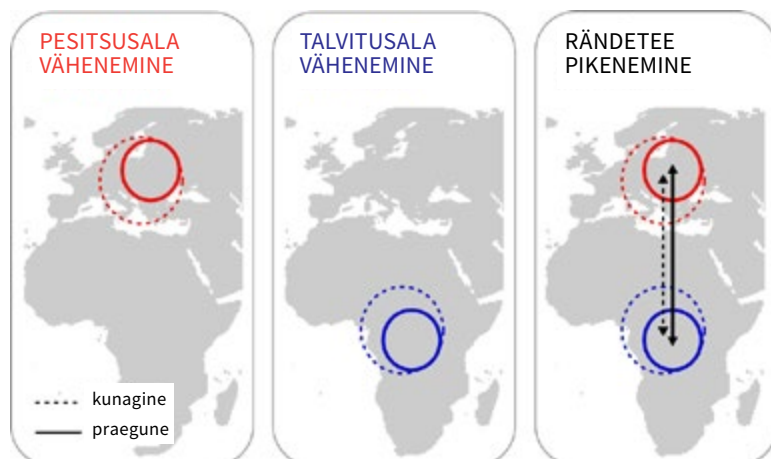 PESITSUSALA
VÄHENEMINE
TALVITUSALA
VÄHENEMINE
RÄNDETEE
PIKENEMINE
kunagine
praegune